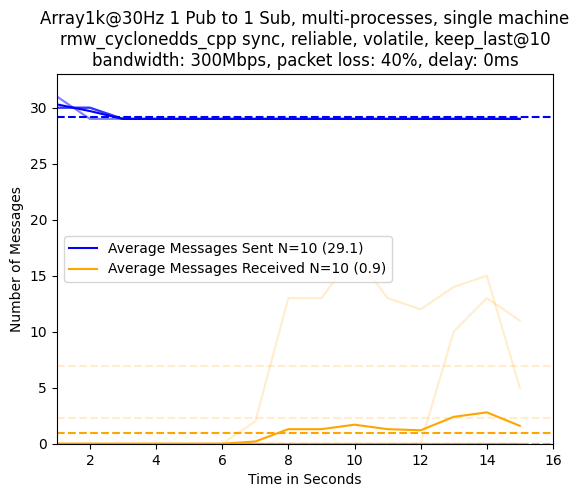 Array1k@30Hz 1 Pub to 1 Sub, multi-processes, single machine
rmw_cyclonedds_cpp sync, reliable, volatile, keep_last@10
bandwidth: 300Mbps, packet loss: 40%, delay: 0ms
Number of Messages
30
25
20
15
10
5
0
Average Messages Sent N=10 (29.1)
Average Messages Received N=10 (0.9)
2 4 6 8 10 12 14 16
Time in Seconds